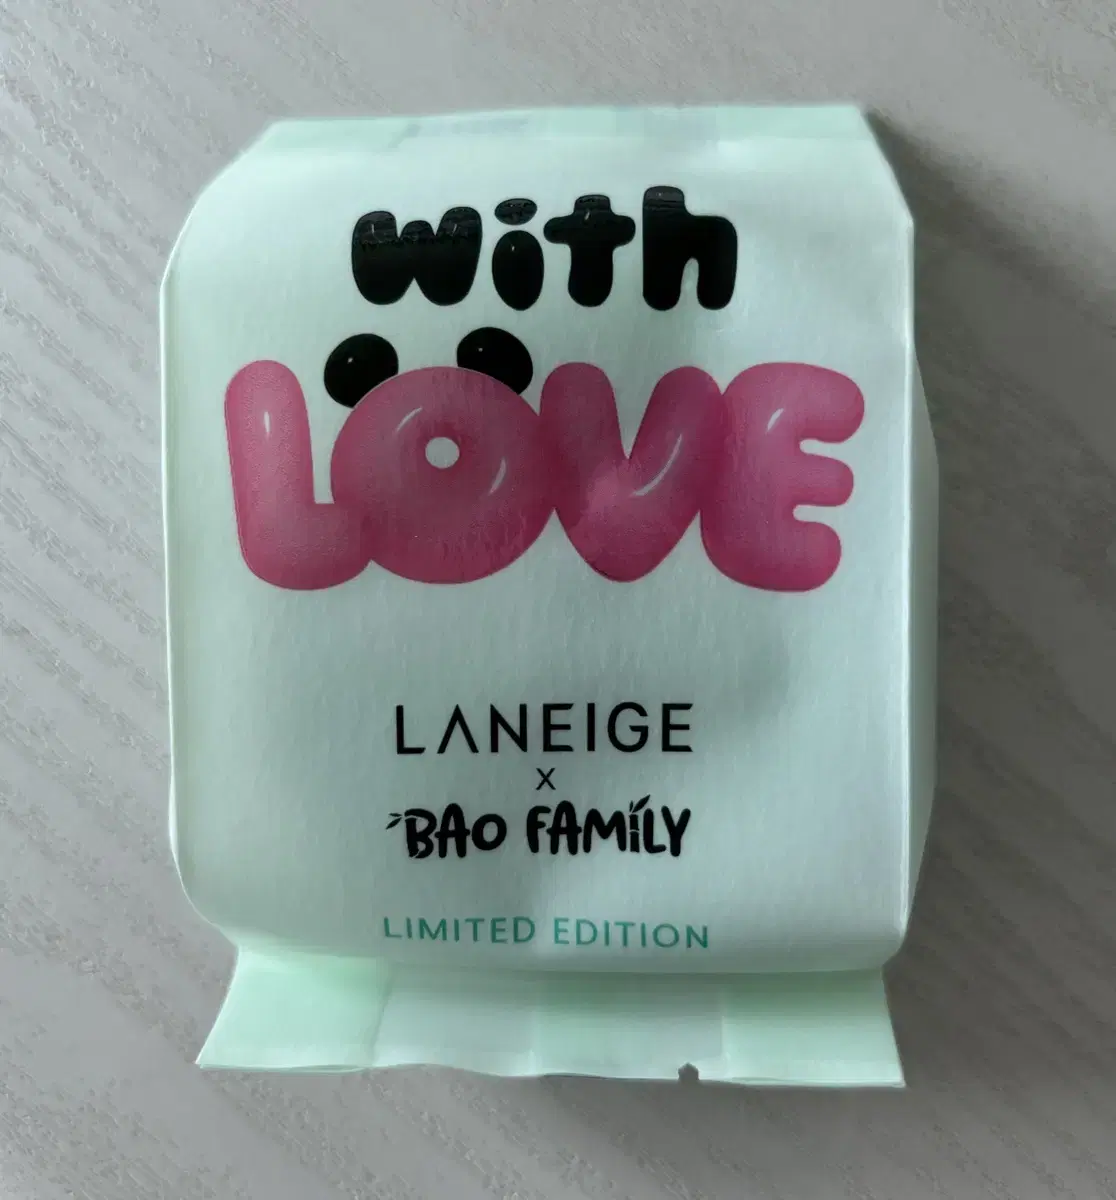 with
LOVE
LANEIGE
x
BAO FAMiLY
LIMITED EDITION